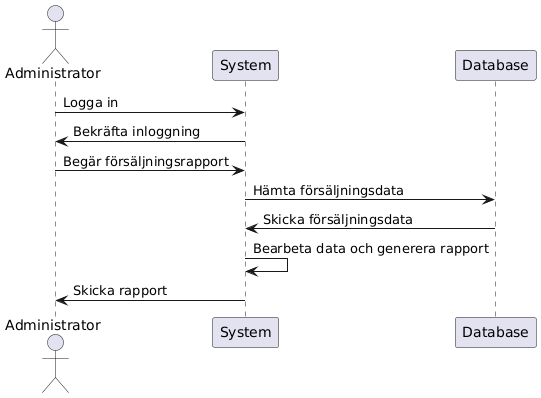 Administrator
System
Database
Logga in
Bekräfta inloggning
Begär försäljningsrapport
Hämta försäljningsdata
Skicka försäljningsdata
Bearbeta data och generera rapport
Skicka rapport
Administrator
System
Database